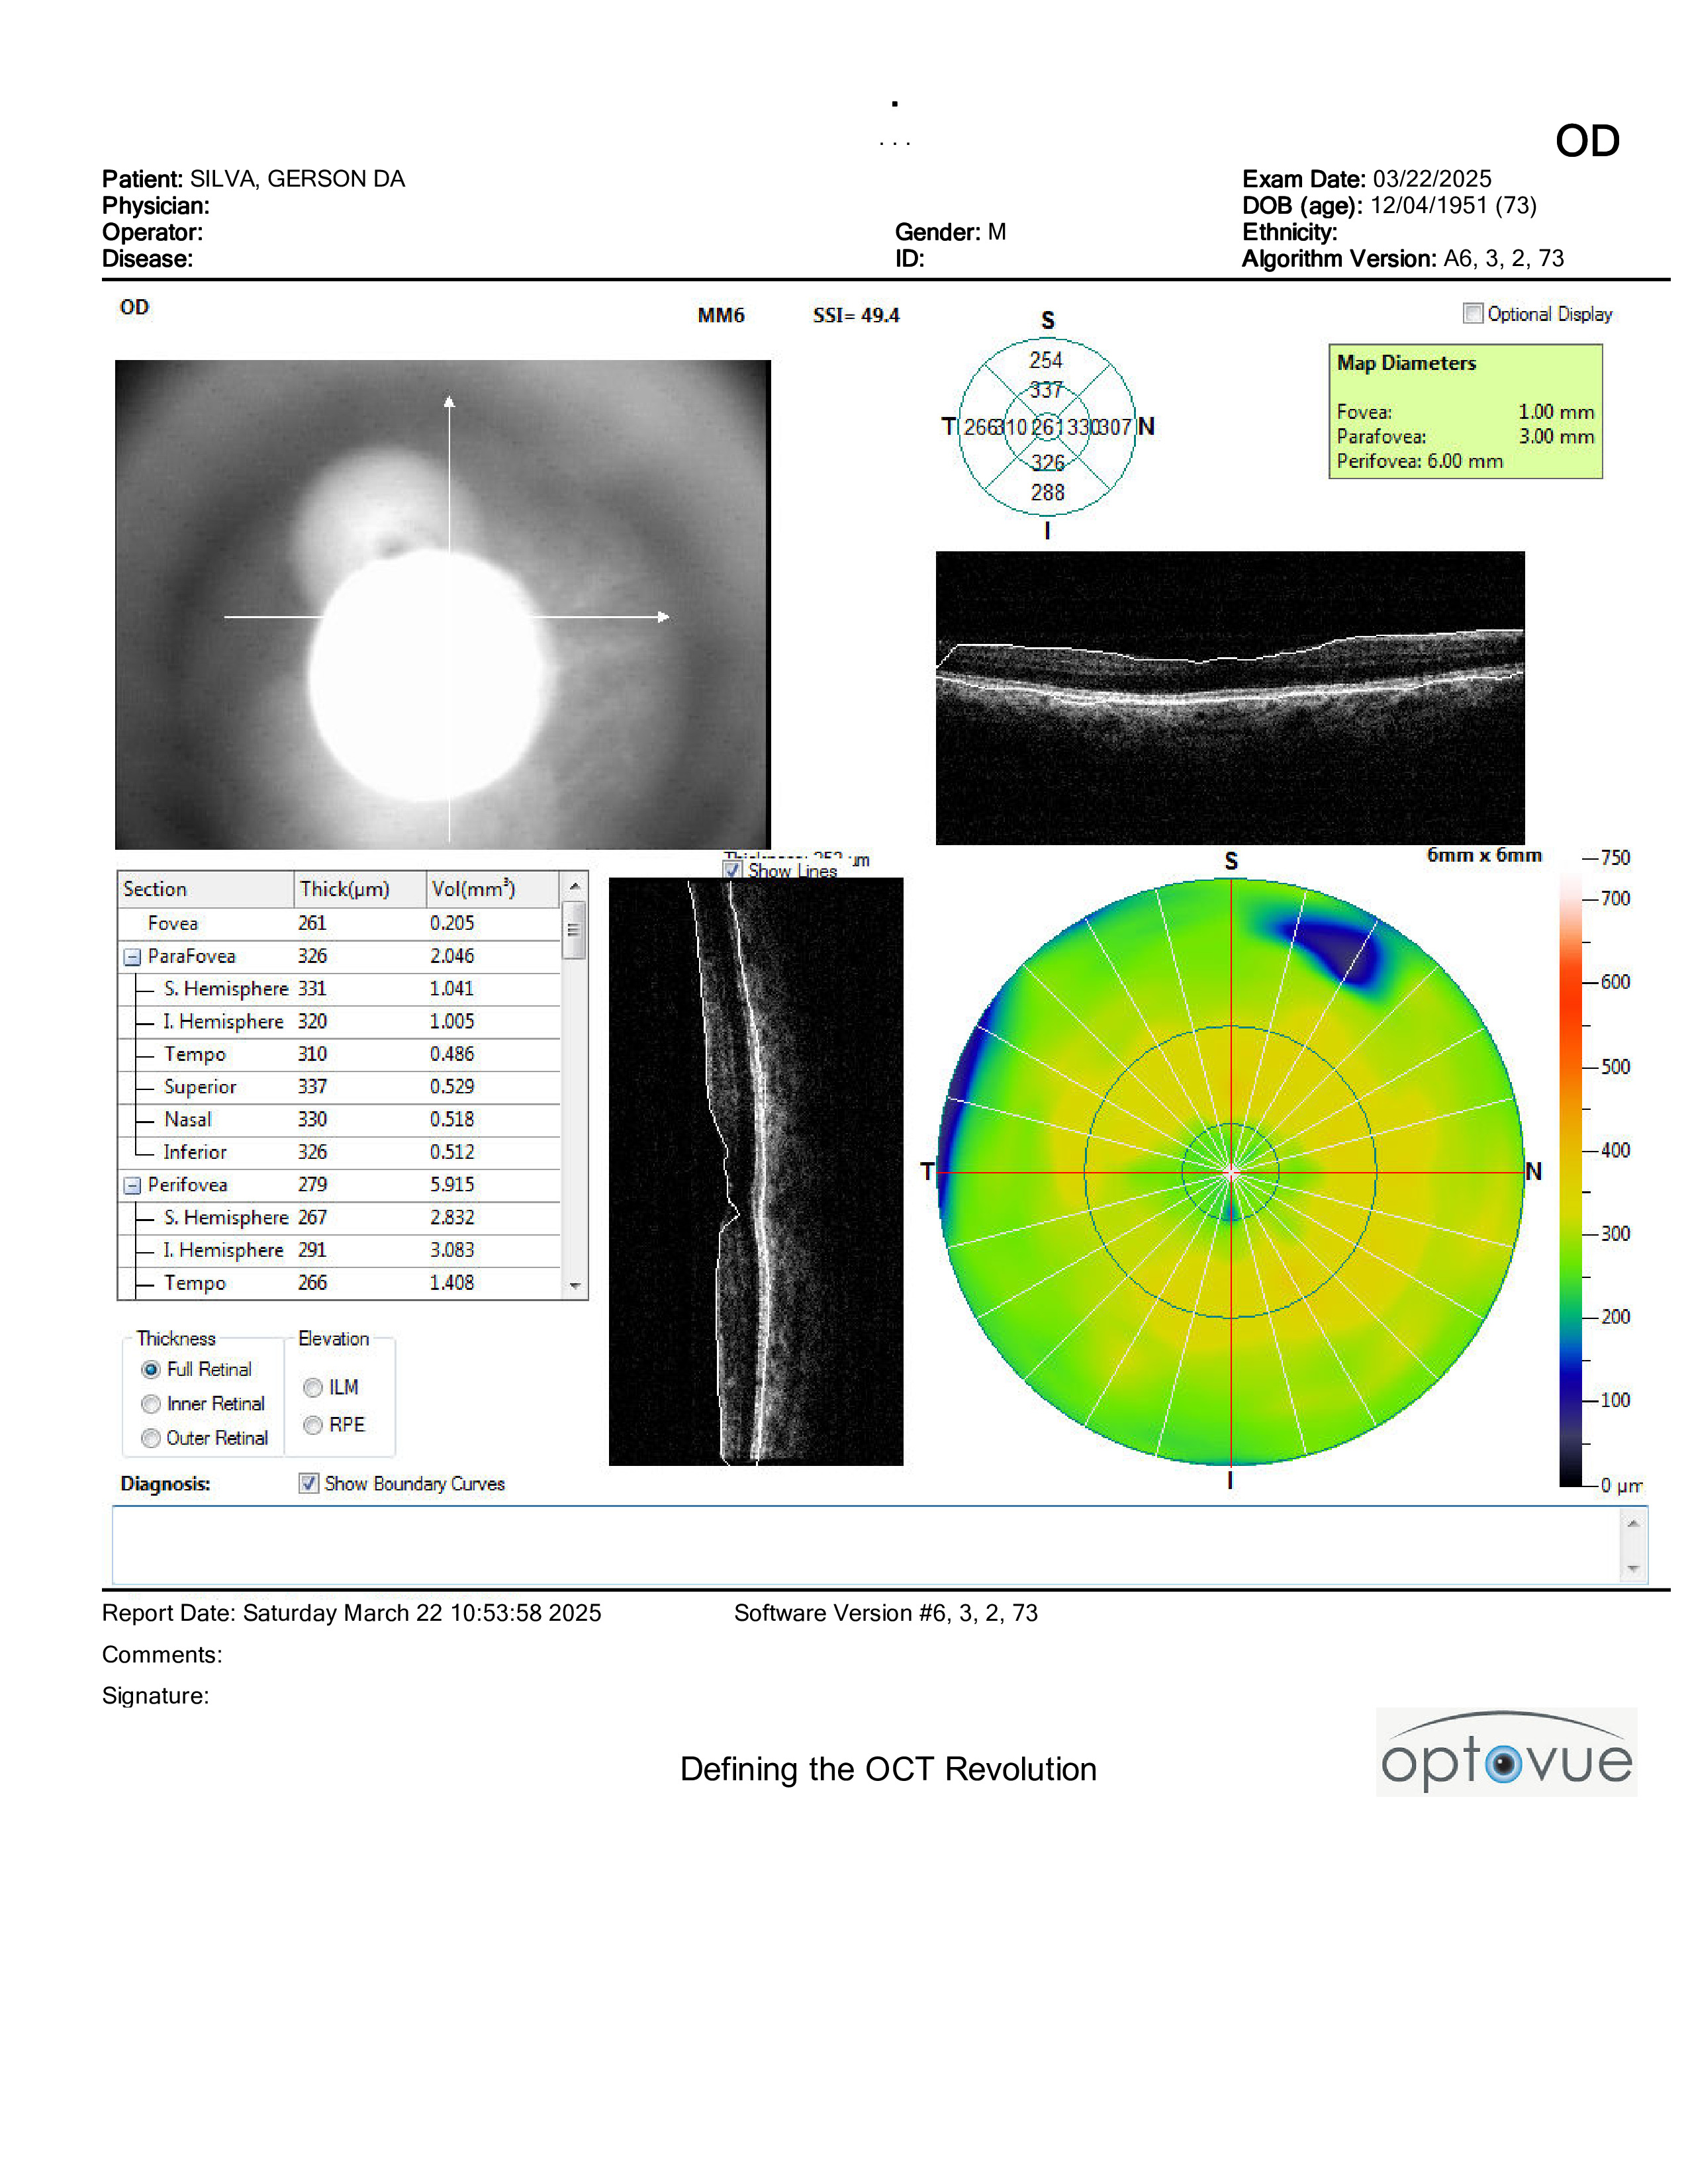 OD
Patient: SILVA, GERSON DA
Exam Date: 03/22/2025
Physician:
DOB (age): 12/04/1951 (73)
Operator:
Gender: M
Ethnicity:
Disease:
ID:
Algorithm Version: A6, 3, 2, 73
OD
MM6
SSI= 49.4
Optional Display
S
254
337
T 266 310 261 330 307 N
326
288
I
Map Diameters
Fovea: 1.00 mm
Parafovea: 3.00 mm
Perifovea: 6.00 mm
Show Lines
Section Thick(µm) Vol(mm³)
Fovea 261 0.205
ParaFovea 326 2.046
S. Hemisphere 331 1.041
I. Hemisphere 320 1.005
Tempo 310 0.486
Superior 337 0.529
Nasal 330 0.518
Inferior 326 0.512
Perifovea 279 5.915
S. Hemisphere 267 2.832
I. Hemisphere 291 3.083
Tempo 266 1.408
6mm x 6mm
S
T
N
I
750
700
600
500
400
300
200
100
0 µm
Thickness
Full Retinal
Inner Retinal
Outer Retinal
Elevation
ILM
RPE
Diagnosis:
Show Boundary Curves
Report Date: Saturday March 22 10:53:58 2025
Software Version #6, 3, 2, 73
Comments:
Signature:
Defining the OCT Revolution
optovue